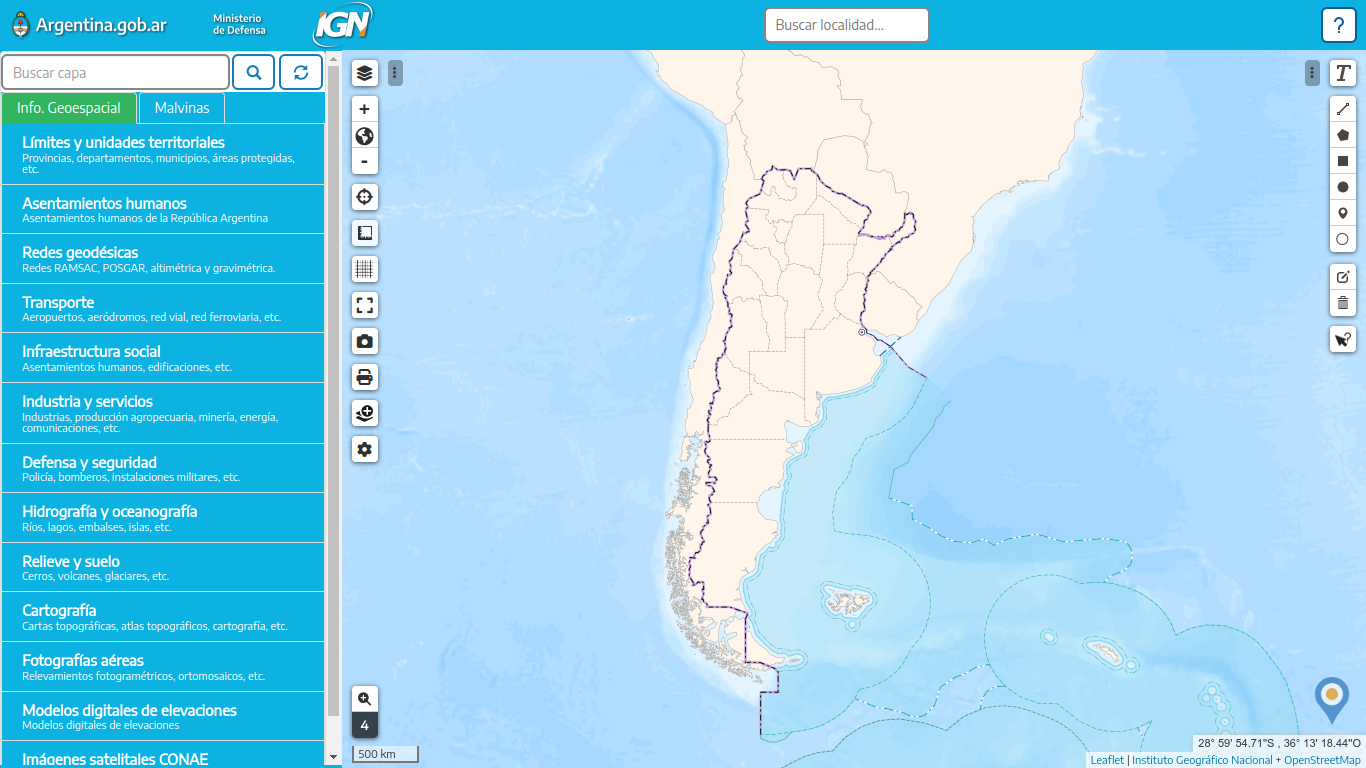 Argentina.gob.ar
Ministerio
de Defensa
IGN
Buscar localidad...
?
Buscar capa
Info. Geoespacial
Malvinas
Límites y unidades territoriales
Provincias, departamentos, municipios, áreas protegidas,
etc.
Asentamientos humanos
Asentamientos humanos de la República Argentina
Redes geodésicas
Redes RAMSAC, POSGAR, altimétrica y gravimétrica.
Transporte
Aeropuertos, aeródromos, red vial, red ferroviaria, etc.
Infraestructura social
Asentamientos humanos, edificaciones, etc.
Industria y servicios
Industrias, producción agropecuaria, minería, energía,
comunicaciones, etc.
Defensa y seguridad
Policía, bomberos, instalaciones militares, etc.
Hidrografía y oceanografía
Ríos, lagos, embalses, islas, etc.
Relieve y suelo
Cerros, volcanes, glaciares, etc.
Cartografía
Cartas topográficas, atlas topográficos, cartografía, etc.
Fotografías aéreas
Relevamientos fotogramétricos, ortomosaicos, etc.
Modelos digitales de elevaciones
Modelos digitales de elevaciones
Imágenes satelitales CONAE
+
-
4
500 km
T
28° 59' 54.71"S , 36° 13' 18.44"O
Leaflet | Instituto Geográfico Nacional + OpenStreetMap